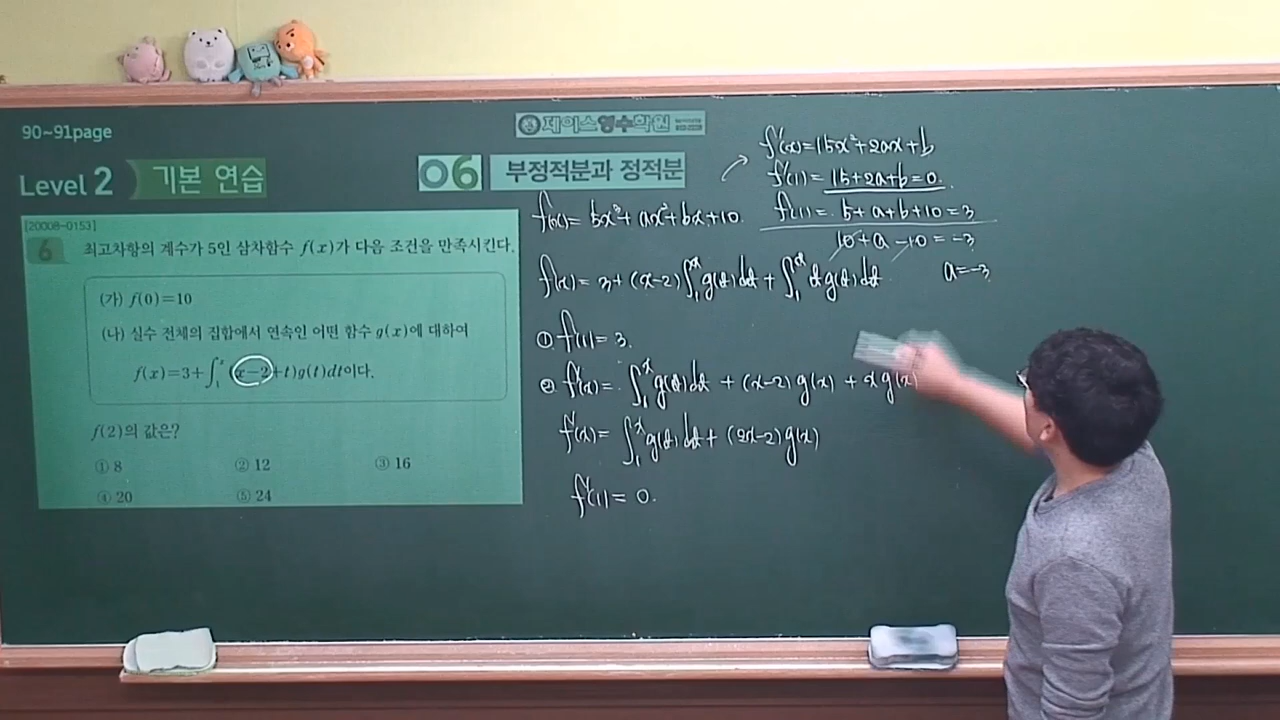 90~91page
제이스영수학원
Level 2 기본 연습
06 부정적분과 정적분
[20008-0153]
6 최고차항의 계수가 5인 삼차함수 f(x)가 다음 조건을 만족시킨다.
(가) f(0)=10
(나) 실수 전체의 집합에서 연속인 어떤 함수 g(x)에 대하여
f(x)=3+∫₁ˣ(x-2+t)g(t)dt이다.
f(2)의 값은?
① 8 ② 12 ③ 16
④ 20 ⑤ 24
f'(x)=15x²+2ax+b
f'(1)=15+2a+b=0.
f(x)=5x³+ax²+bx+10.
f(1)=5+a+b+10=3
10+a-10=-3
a=-3
f(x)=3+(x-2)∫₁ˣg(t)dt+∫₁ˣtg(t)dt
① f(1)=3.
② f'(x)=∫₁ˣg(t)dt+(x-2)g(x)+xg(x)
f'(x)=∫₁ˣg(t)dt+(2x-2)g(x)
f'(1)=0.